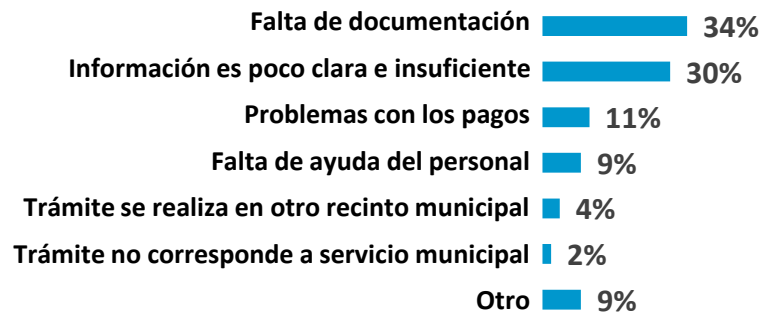 Falta de documentación 34%
Información es poco clara e insuficiente 30%
Problemas con los pagos 11%
Falta de ayuda del personal 9%
Trámite se realiza en otro recinto municipal 4%
Trámite no corresponde a servicio municipal 2%
Otro 9%